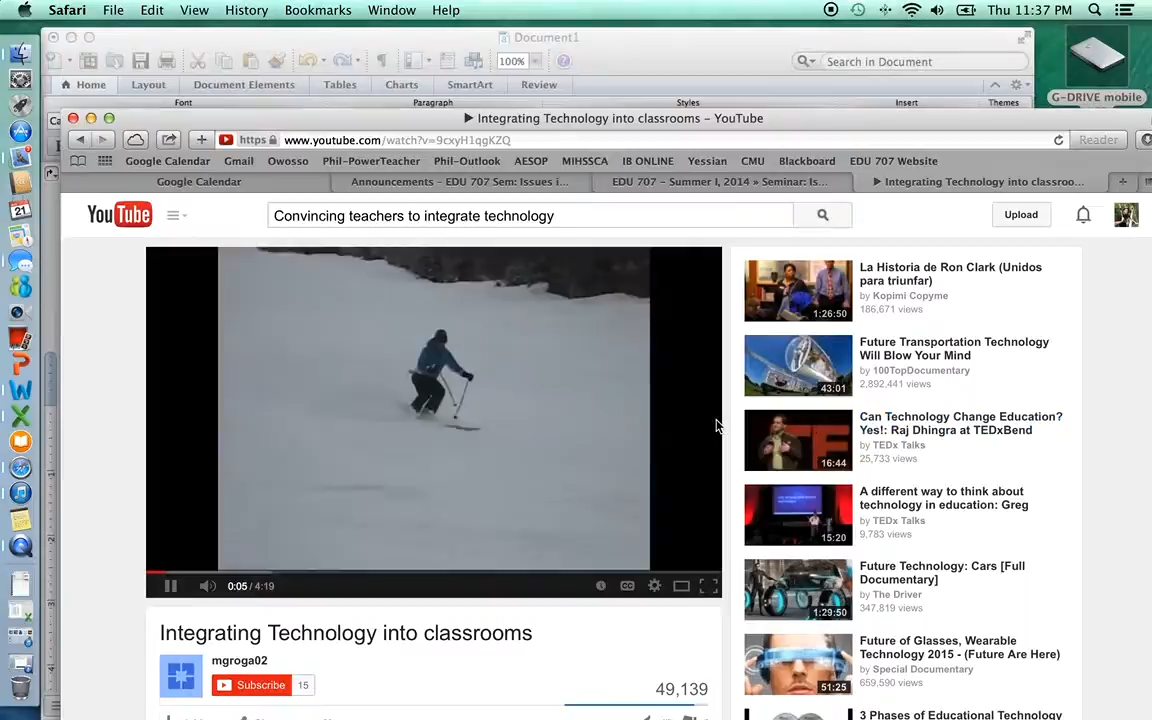 Safari File Edit View History Bookmarks Window Help Thu 11:37 PM
Document1
100% Search in Document
Home Layout Document Elements Tables Charts SmartArt Review
G-DRIVE mobile
Font Paragraph Styles Insert Themes
Integrating Technology into classrooms – YouTube
https www.youtube.com/watch?v=9cxyH1qgKZQ Reader
Google Calendar Gmail Owosso Phil-PowerTeacher Phil-Outlook AESOP MIHSSCA IB ONLINE Yessian CMU Blackboard EDU 707 Website
Google Calendar Announcements – EDU 707 Sem: Issues i... EDU 707 – Summer I, 2014 » Seminar: Is... Integrating Technology into classroo...
YouTube Convincing teachers to integrate technology Upload
La Historia de Ron Clark (Unidos
para triunfar)
by Kopimi Copyme
186,671 views
1:26:50
Future Transportation Technology
Will Blow Your Mind
by 100TopDocumentary
2,892,441 views
43:01
Can Technology Change Education?
Yes!: Raj Dhingra at TEDxBend
by TEDx Talks
25,733 views
16:44
A different way to think about
technology in education: Greg
by TEDx Talks
9,783 views
15:20
Future Technology: Cars [Full
Documentary]
by The Driver
347,819 views
1:29:50
Future of Glasses, Wearable
Technology 2015 - (Future Are Here)
by Special Documentary
659,590 views
51:25
3 Phases of Educational Technology
0:05 / 4:19 CC
Integrating Technology into classrooms
mgroga02
Subscribe 15
49,139